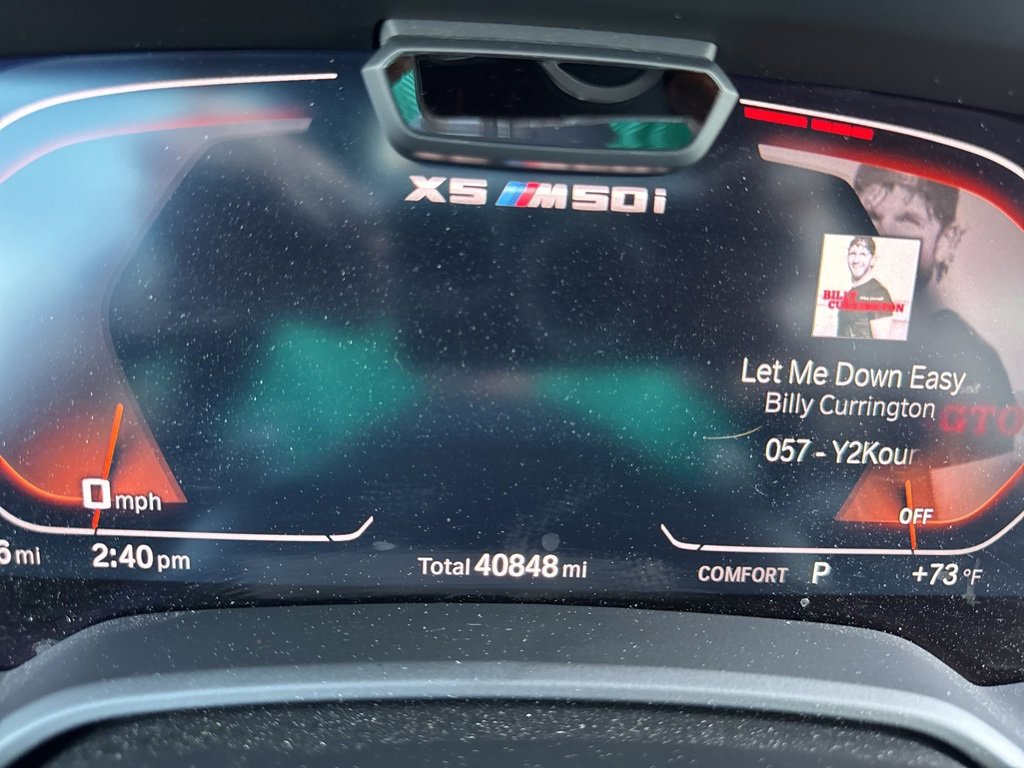 X5 M50i
BILLY
CURRINGTON
Let Me Down Easy
Billy Currington
GTO
057 - Y2Kour
0 mph
OFF
6 mi
2:40 pm
Total 40848 mi
COMFORT P
+73 °F